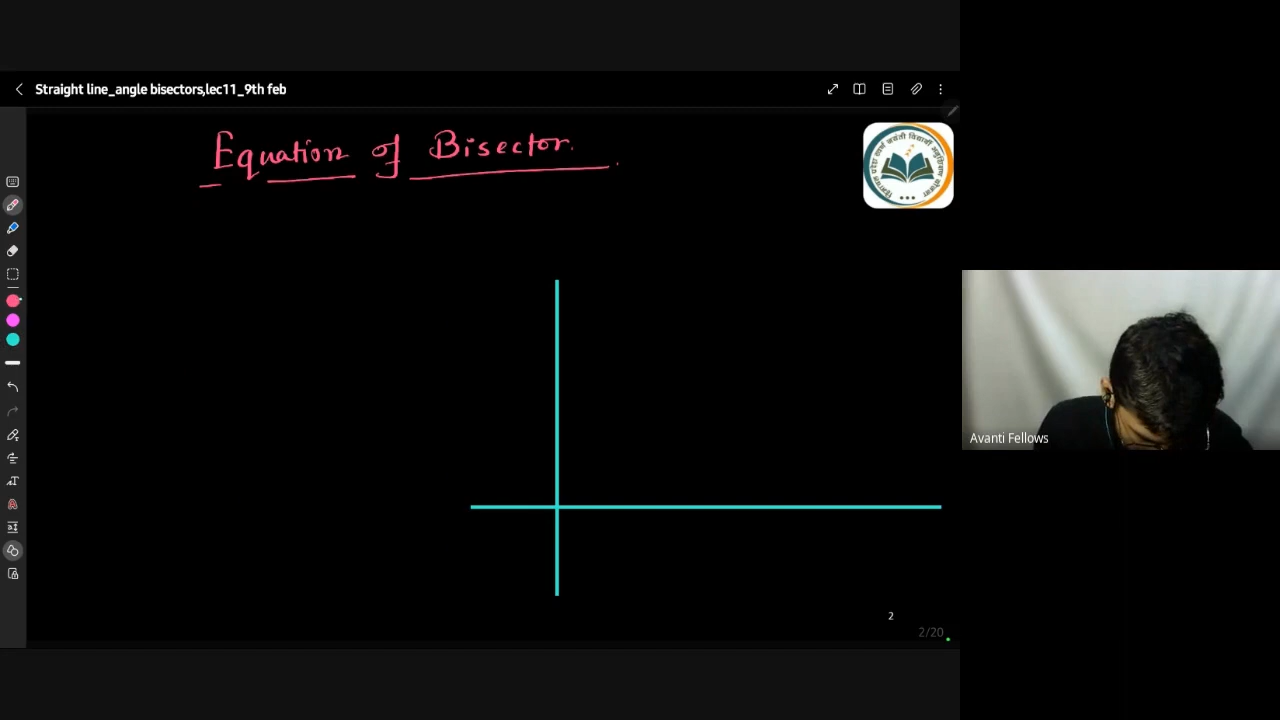 Straight line_angle bisectors,lec11_9th feb
Equation of Bisector.
Avanti Fellows
2
2/20